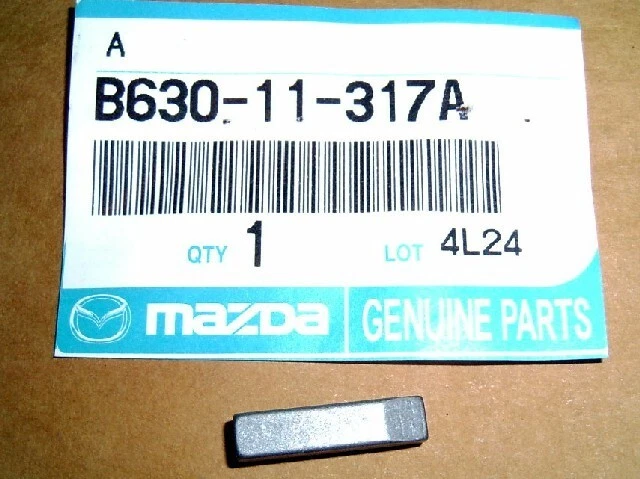 A
B630-11-317A
QTY 1 LOT 4L24
mazda GENUINE PARTS